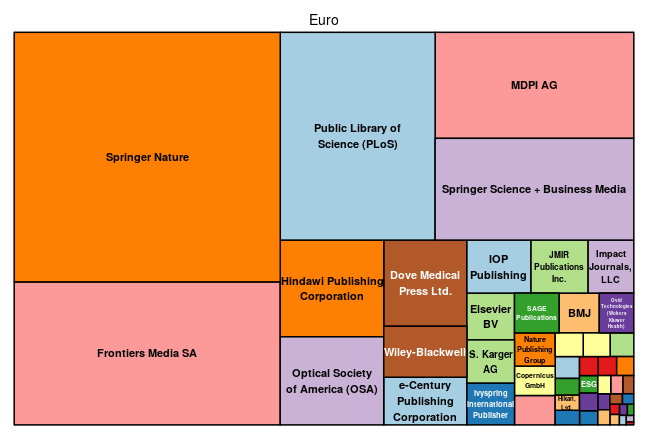 Euro
Springer Nature
Public Library of
Science (PLoS)
MDPI AG
Springer Science + Business Media
Frontiers Media SA
Hindawi Publishing
Corporation
Optical Society
of America (OSA)
Dove Medical
Press Ltd.
Wiley-Blackwell
e-Century
Publishing
Corporation
IOP
Publishing
JMIR
Publications
Inc.
Impact
Journals,
LLC
Elsevier
BV
S. Karger
AG
Ivyspring
International
Publisher
SAGE
Publications
BMJ
Ovid
Technologies
(Wolters
Kluwer
Health)
Nature
Publishing
Group
Copernicus
GmbH
ESG
Hikari,
Ltd.